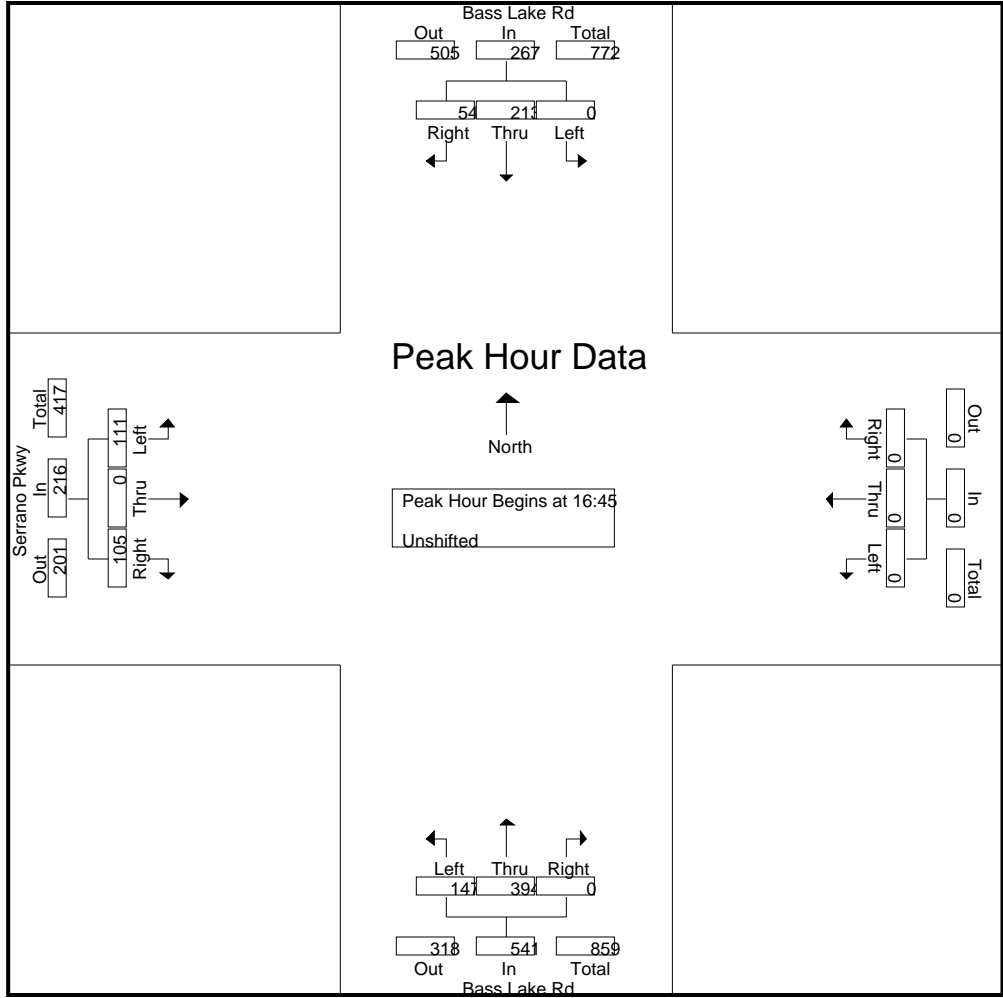 Bass Lake Rd
Out In Total
505 267 772
54 213 0
Right Thru Left
Peak Hour Data
North
Peak Hour Begins at 16:45
Unshifted
Serrano Pkwy
Total In Out
417 216 201
111 0 105
Left Thru Right
Right Thru Left
0 0 0
Out In Total
0 0 0
Left Thru Right
147 394 0
318 541 859
Out In Total
Bass Lake Rd